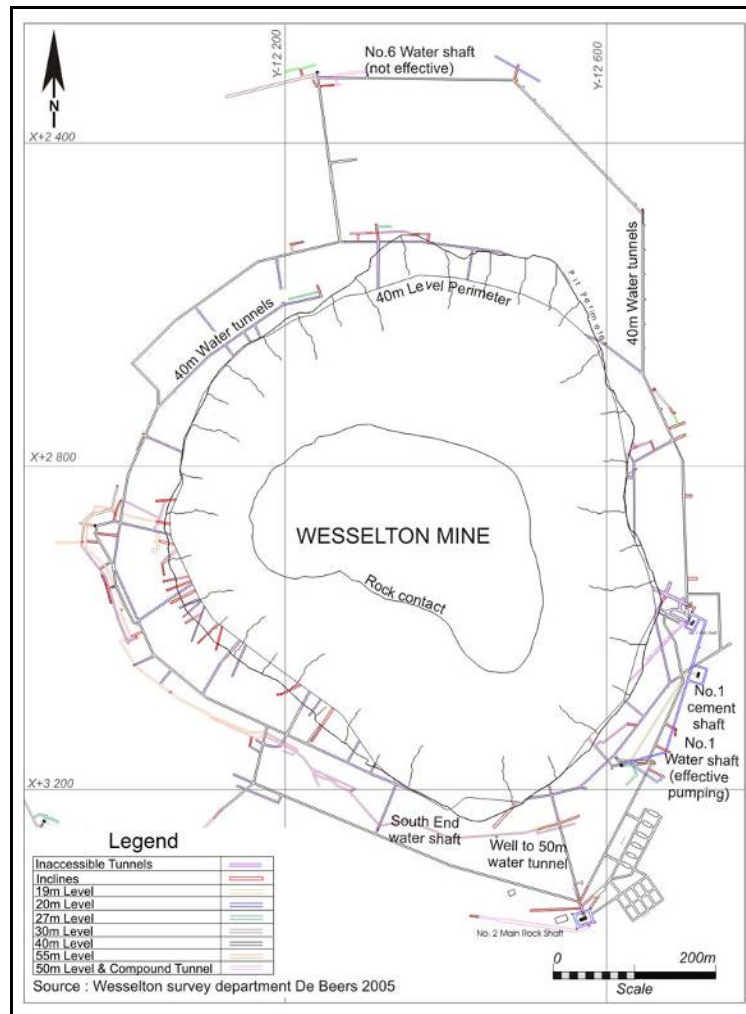 No.6 Water shaft
(not effective)
Y-12 200
Y-12 600
N
X+2 400
40m Water tunnels
40m Level Perimeter
Pit Perimeter
40m Water tunnels
X+2 800
WESSELTON MINE
Rock contact
No.1
cement
shaft
No.1
Water shaft
(effective
pumping)
X+3 200
South End
water shaft
Well to 50m
water tunnel
No. 2 Main Rock Shaft
Legend
Inaccessible Tunnels
Inclines
19m Level
20m Level
27m Level
30m Level
40m Level
55m Level
50m Level & Compound Tunnel
Source : Wesselton survey department De Beers 2005
0 200m
Scale